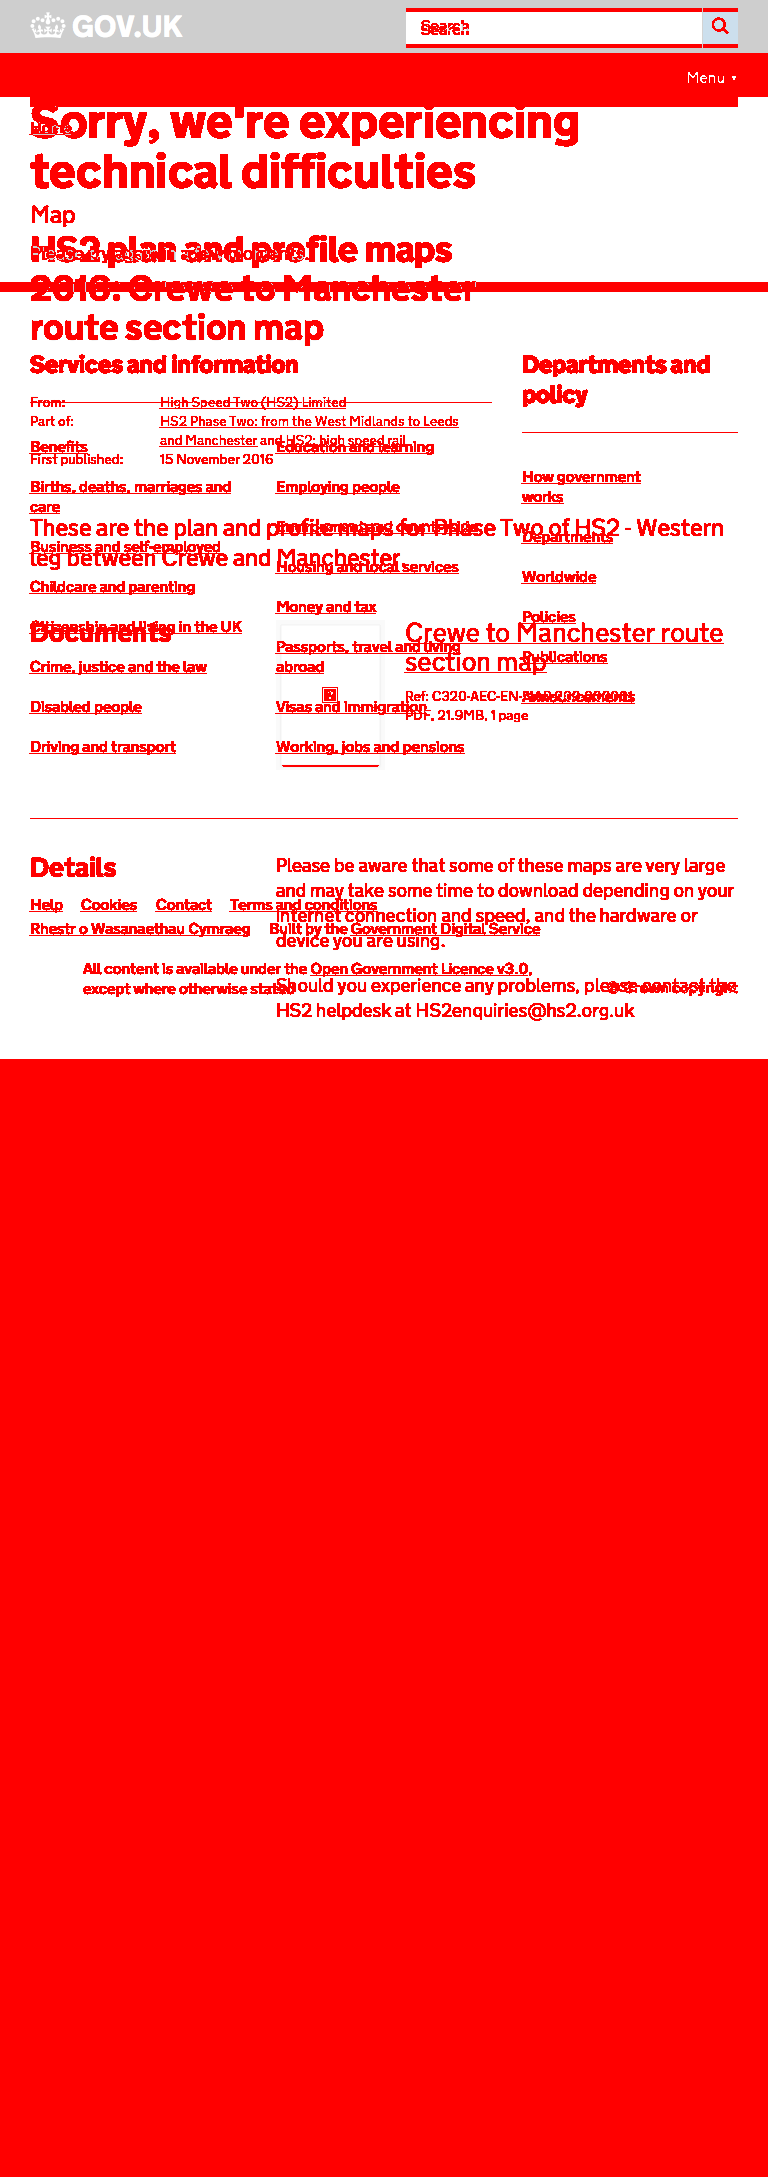 GOV.UK
Search
Menu ▼
Home
Sorry, we're experiencing
technical difficulties
Map
HS2 plan and profile maps
Please try again in a few moments.
2016: Crewe to Manchester
route section map
Services and information
Departments and
policy
From: High Speed Two (HS2) Limited
Part of: HS2 Phase Two: from the West Midlands to Leeds
and Manchester and HS2: high speed rail
First published: 15 November 2016
Benefits
Education and learning
How government
works
Births, deaths, marriages and
care
Employing people
These are the plan and profile maps for Phase Two of HS2 - Western
leg between Crewe and Manchester.
Departments
Business and self-employed
Housing and local services
Worldwide
Childcare and parenting
Money and tax
Policies
Citizenship and living in the UK
Documents
Crewe to Manchester route
section map
Passports, travel and living
abroad
Publications
Crime, justice and the law
Ref: C320-AEC-EN-
Announcements
PDF, 21.9MB, 1 page
Disabled people
Visas and immigration
Driving and transport
Working, jobs and pensions
Details
Please be aware that some of these maps are very large
and may take some time to download depending on your
internet connection and speed, and the hardware or
device you are using.
Help Cookies Contact Terms and conditions
Rhestr o Wasanaethau Cymraeg Built by the Government Digital Service
All content is available under the Open Government Licence v3.0,
except where otherwise stated
© Crown copyright
Should you experience any problems, please contact the
HS2 helpdesk at HS2enquiries@hs2.org.uk